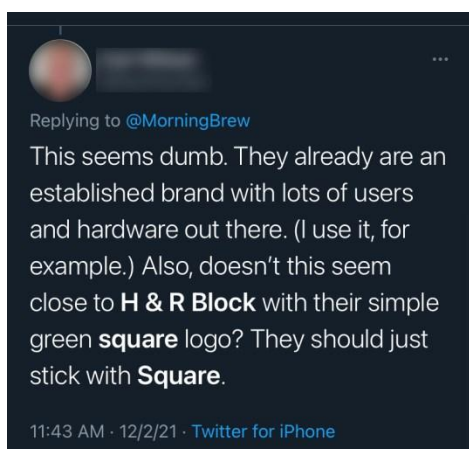 Replying to @MorningBrew
This seems dumb. They already are an
established brand with lots of users
and hardware out there. (I use it, for
example.) Also, doesn't this seem
close to H & R Block with their simple
green square logo? They should just
stick with Square.
11:43 AM · 12/2/21 · Twitter for iPhone